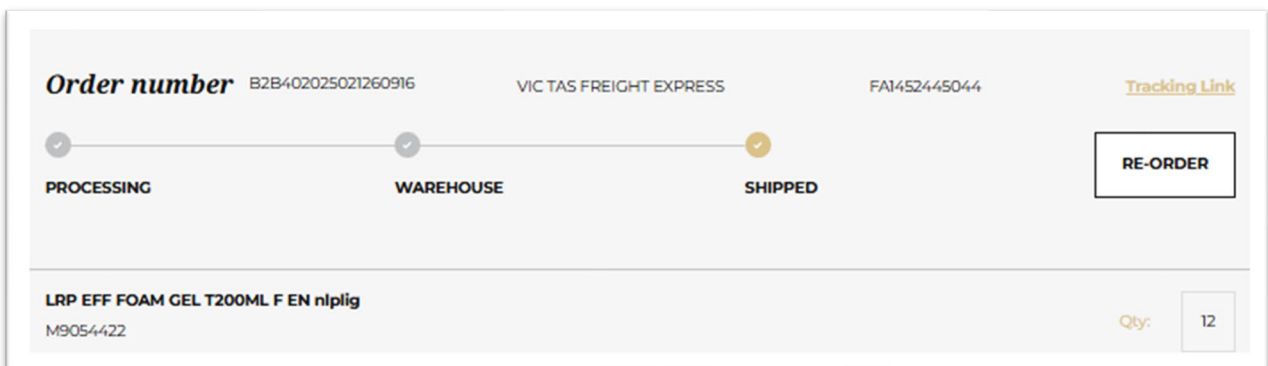 Order number B2B402025021260916 VIC TAS FREIGHT EXPRESS FA1452445044 Tracking Link
RE-ORDER
PROCESSING WAREHOUSE SHIPPED
LRP EFF FOAM GEL T200ML F EN nlplig
M9054422
Qty: 12